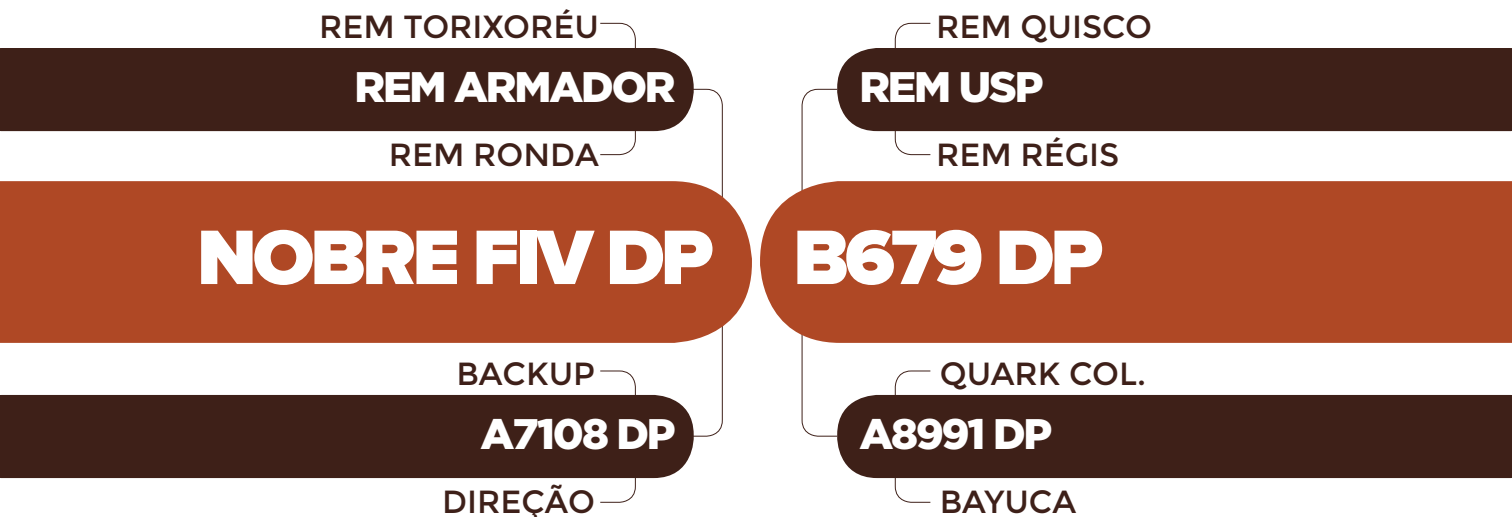 REM TORIXORÉU
REM ARMADOR
REM RONDA
NOBRE FIV DP
BACKUP
A7108 DP
DIREÇÃO
REM QUISCO
REM USP
REM RÉGIS
B679 DP
QUARK COL.
A8991 DP
BAYUCA